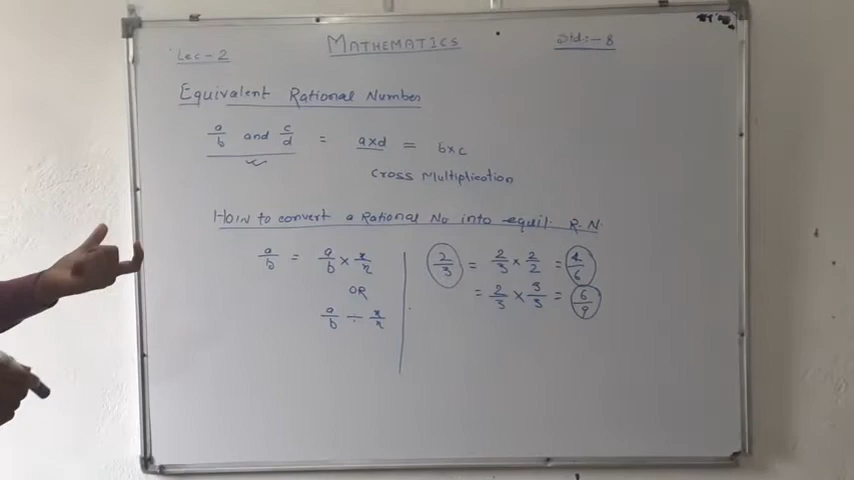 Lec-2 MATHEMATICS Std:-8
Equivalent Rational Number
a/b and c/d = a×d = b×c
Cross Multiplication
How to convert a Rational No into equil. R.N.
a/b = a/b × x/x
OR
a/b ÷ x/x
2/3 = 2/3 × 2/2 = 4/6
= 2/3 × 3/3 = 6/9